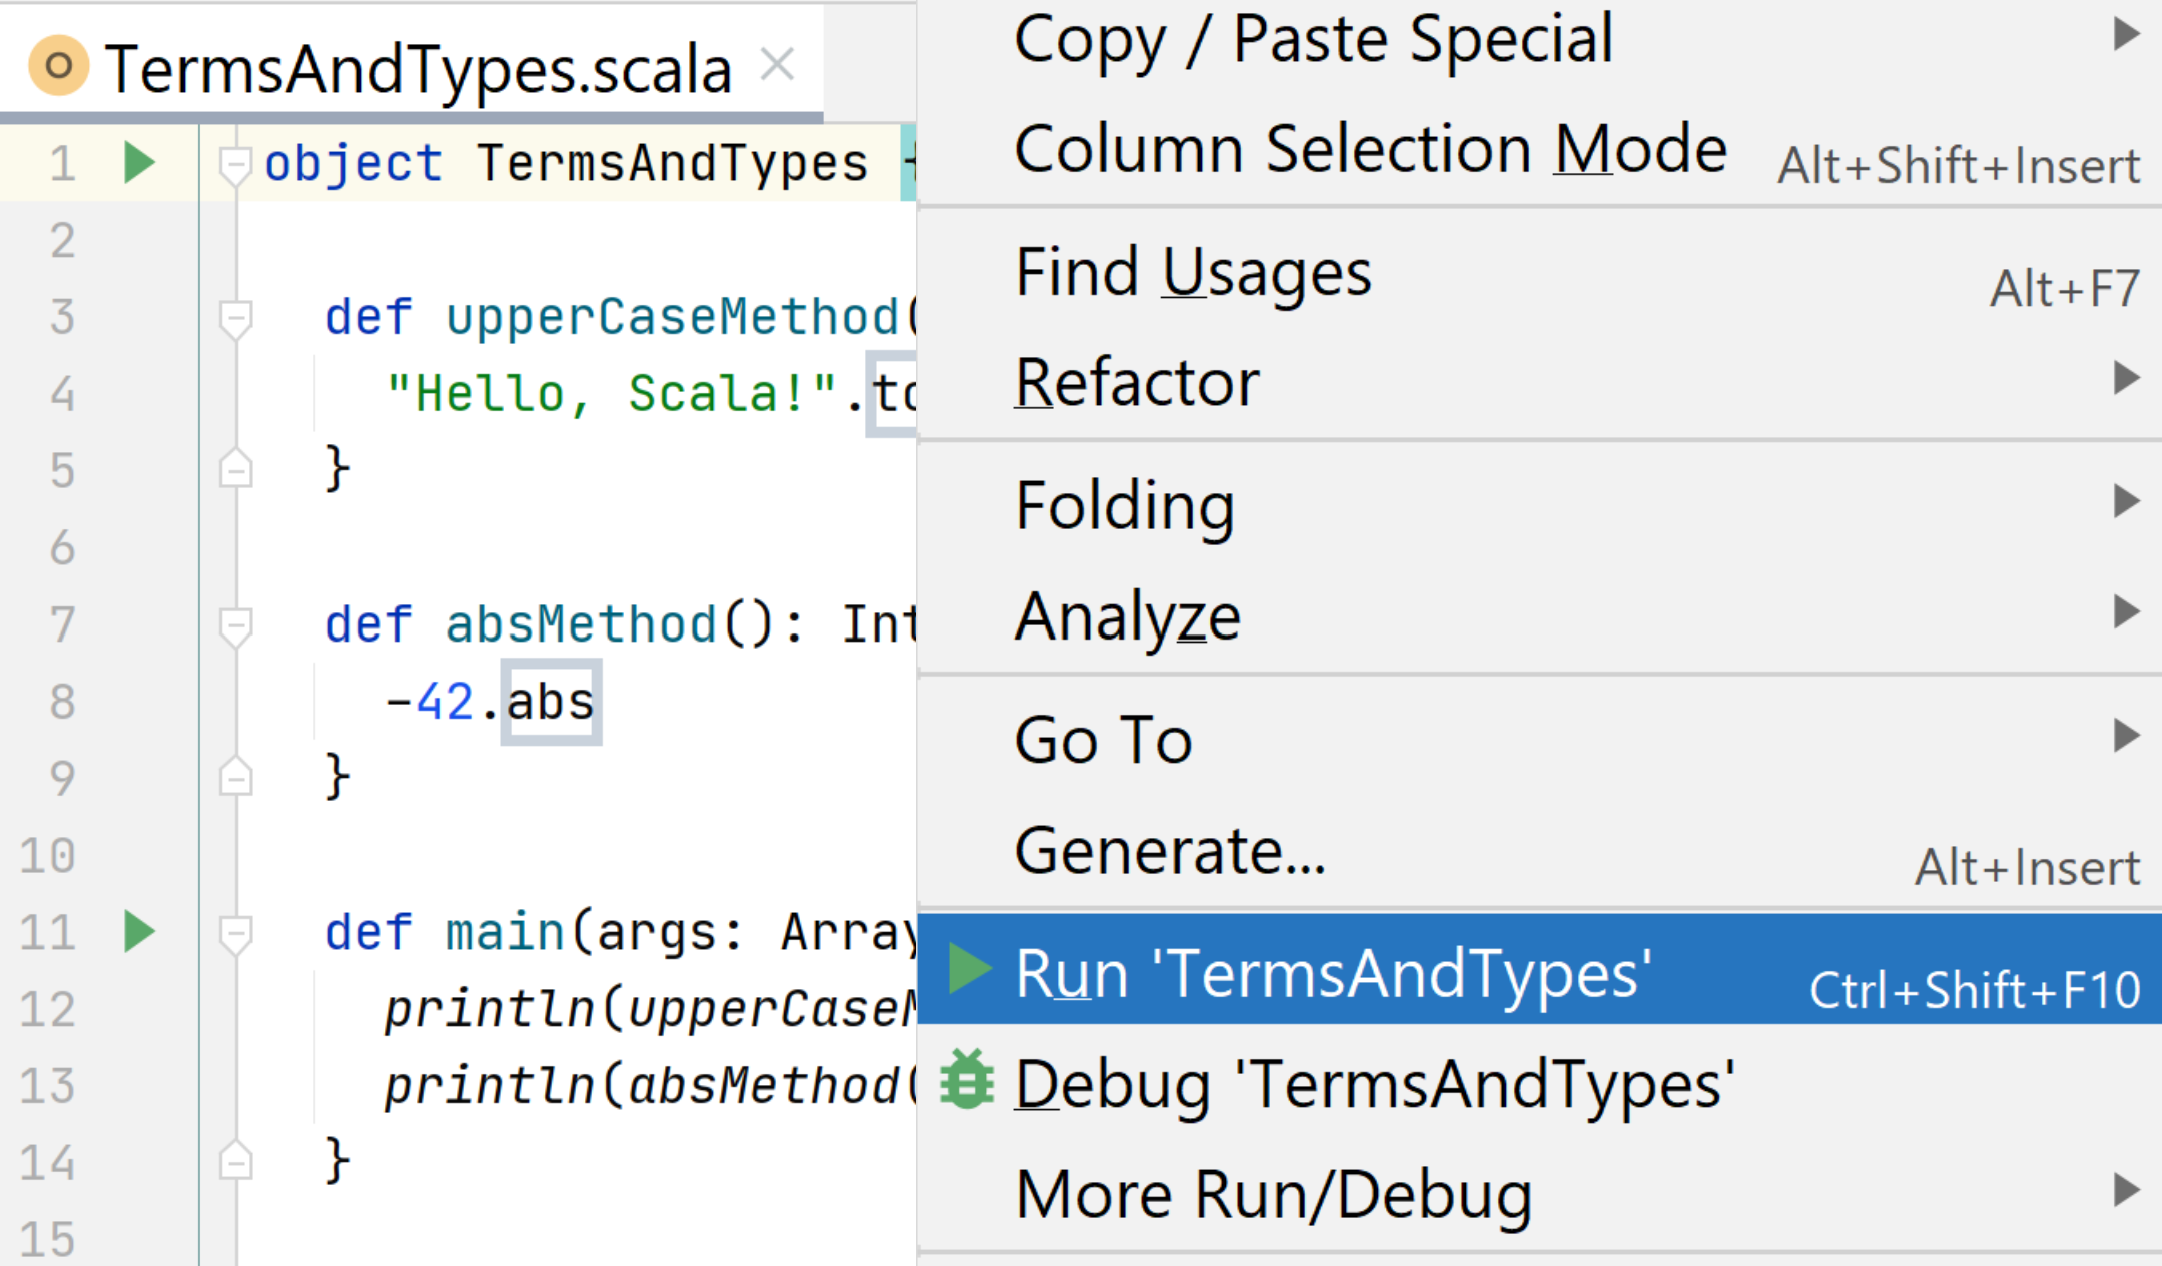 TermsAndTypes.scala
1 object TermsAndTypes {
2
3 def upperCaseMethod(
4 "Hello, Scala!".to
5 }
6
7 def absMethod(): Int
8 -42.abs
9 }
10
11 def main(args: Array
12 println(upperCaseM
13 println(absMethod(
14 }
15
Copy / Paste Special
Column Selection Mode Alt+Shift+Insert
Find Usages Alt+F7
Refactor
Folding
Analyze
Go To
Generate... Alt+Insert
Run 'TermsAndTypes' Ctrl+Shift+F10
Debug 'TermsAndTypes'
More Run/Debug